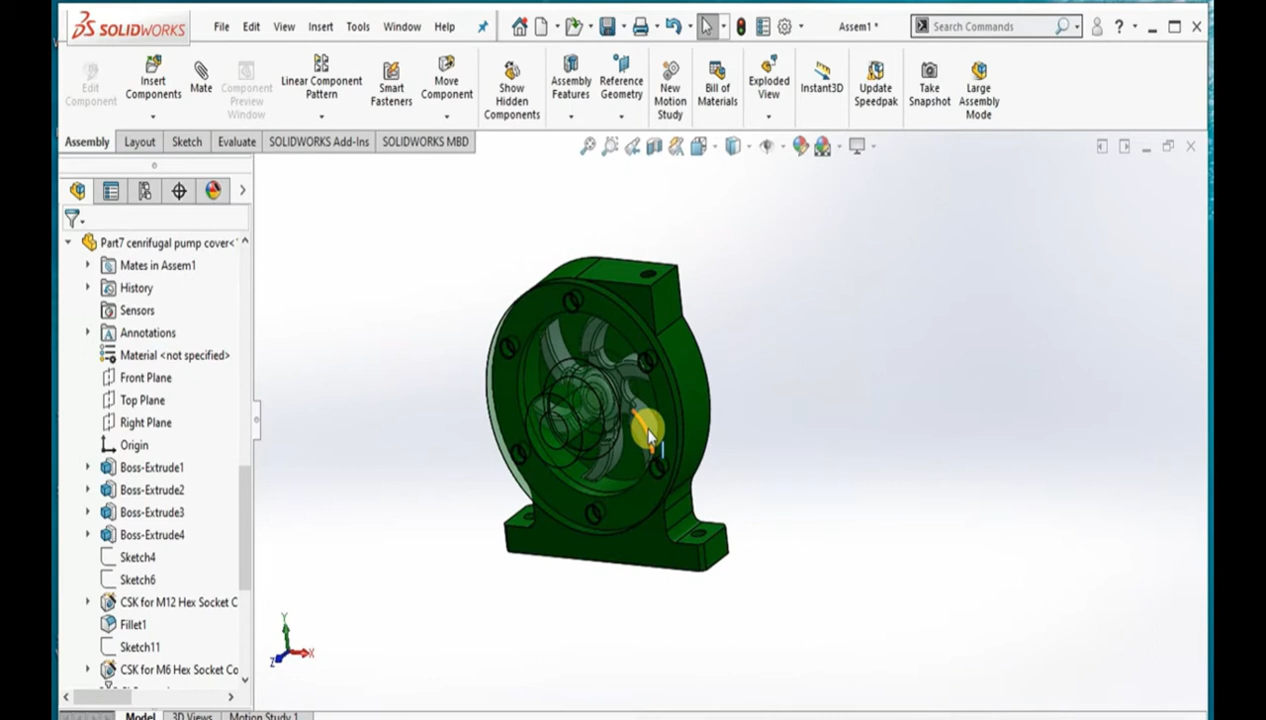 SOLIDWORKS
File Edit View Insert Tools Window Help
Assem1 *
Search Commands
?
Edit Component
Insert Components
Mate
Component Preview Window
Linear Component Pattern
Smart Fasteners
Move Component
Show Hidden Components
Assembly Features
Reference Geometry
New Motion Study
Bill of Materials
Exploded View
Instant3D
Update Speedpak
Take Snapshot
Large Assembly Mode
Assembly Layout Sketch Evaluate SOLIDWORKS Add-Ins SOLIDWORKS MBD
Part7 cenrifugal pump cover<
Mates in Assem1
History
Sensors
Annotations
Material <not specified>
Front Plane
Top Plane
Right Plane
Origin
Boss-Extrude1
Boss-Extrude2
Boss-Extrude3
Boss-Extrude4
Sketch4
Sketch6
CSK for M12 Hex Socket C
Fillet1
Sketch11
CSK for M6 Hex Socket Co
Y
X
Z
Model 3D Views Motion Study 1